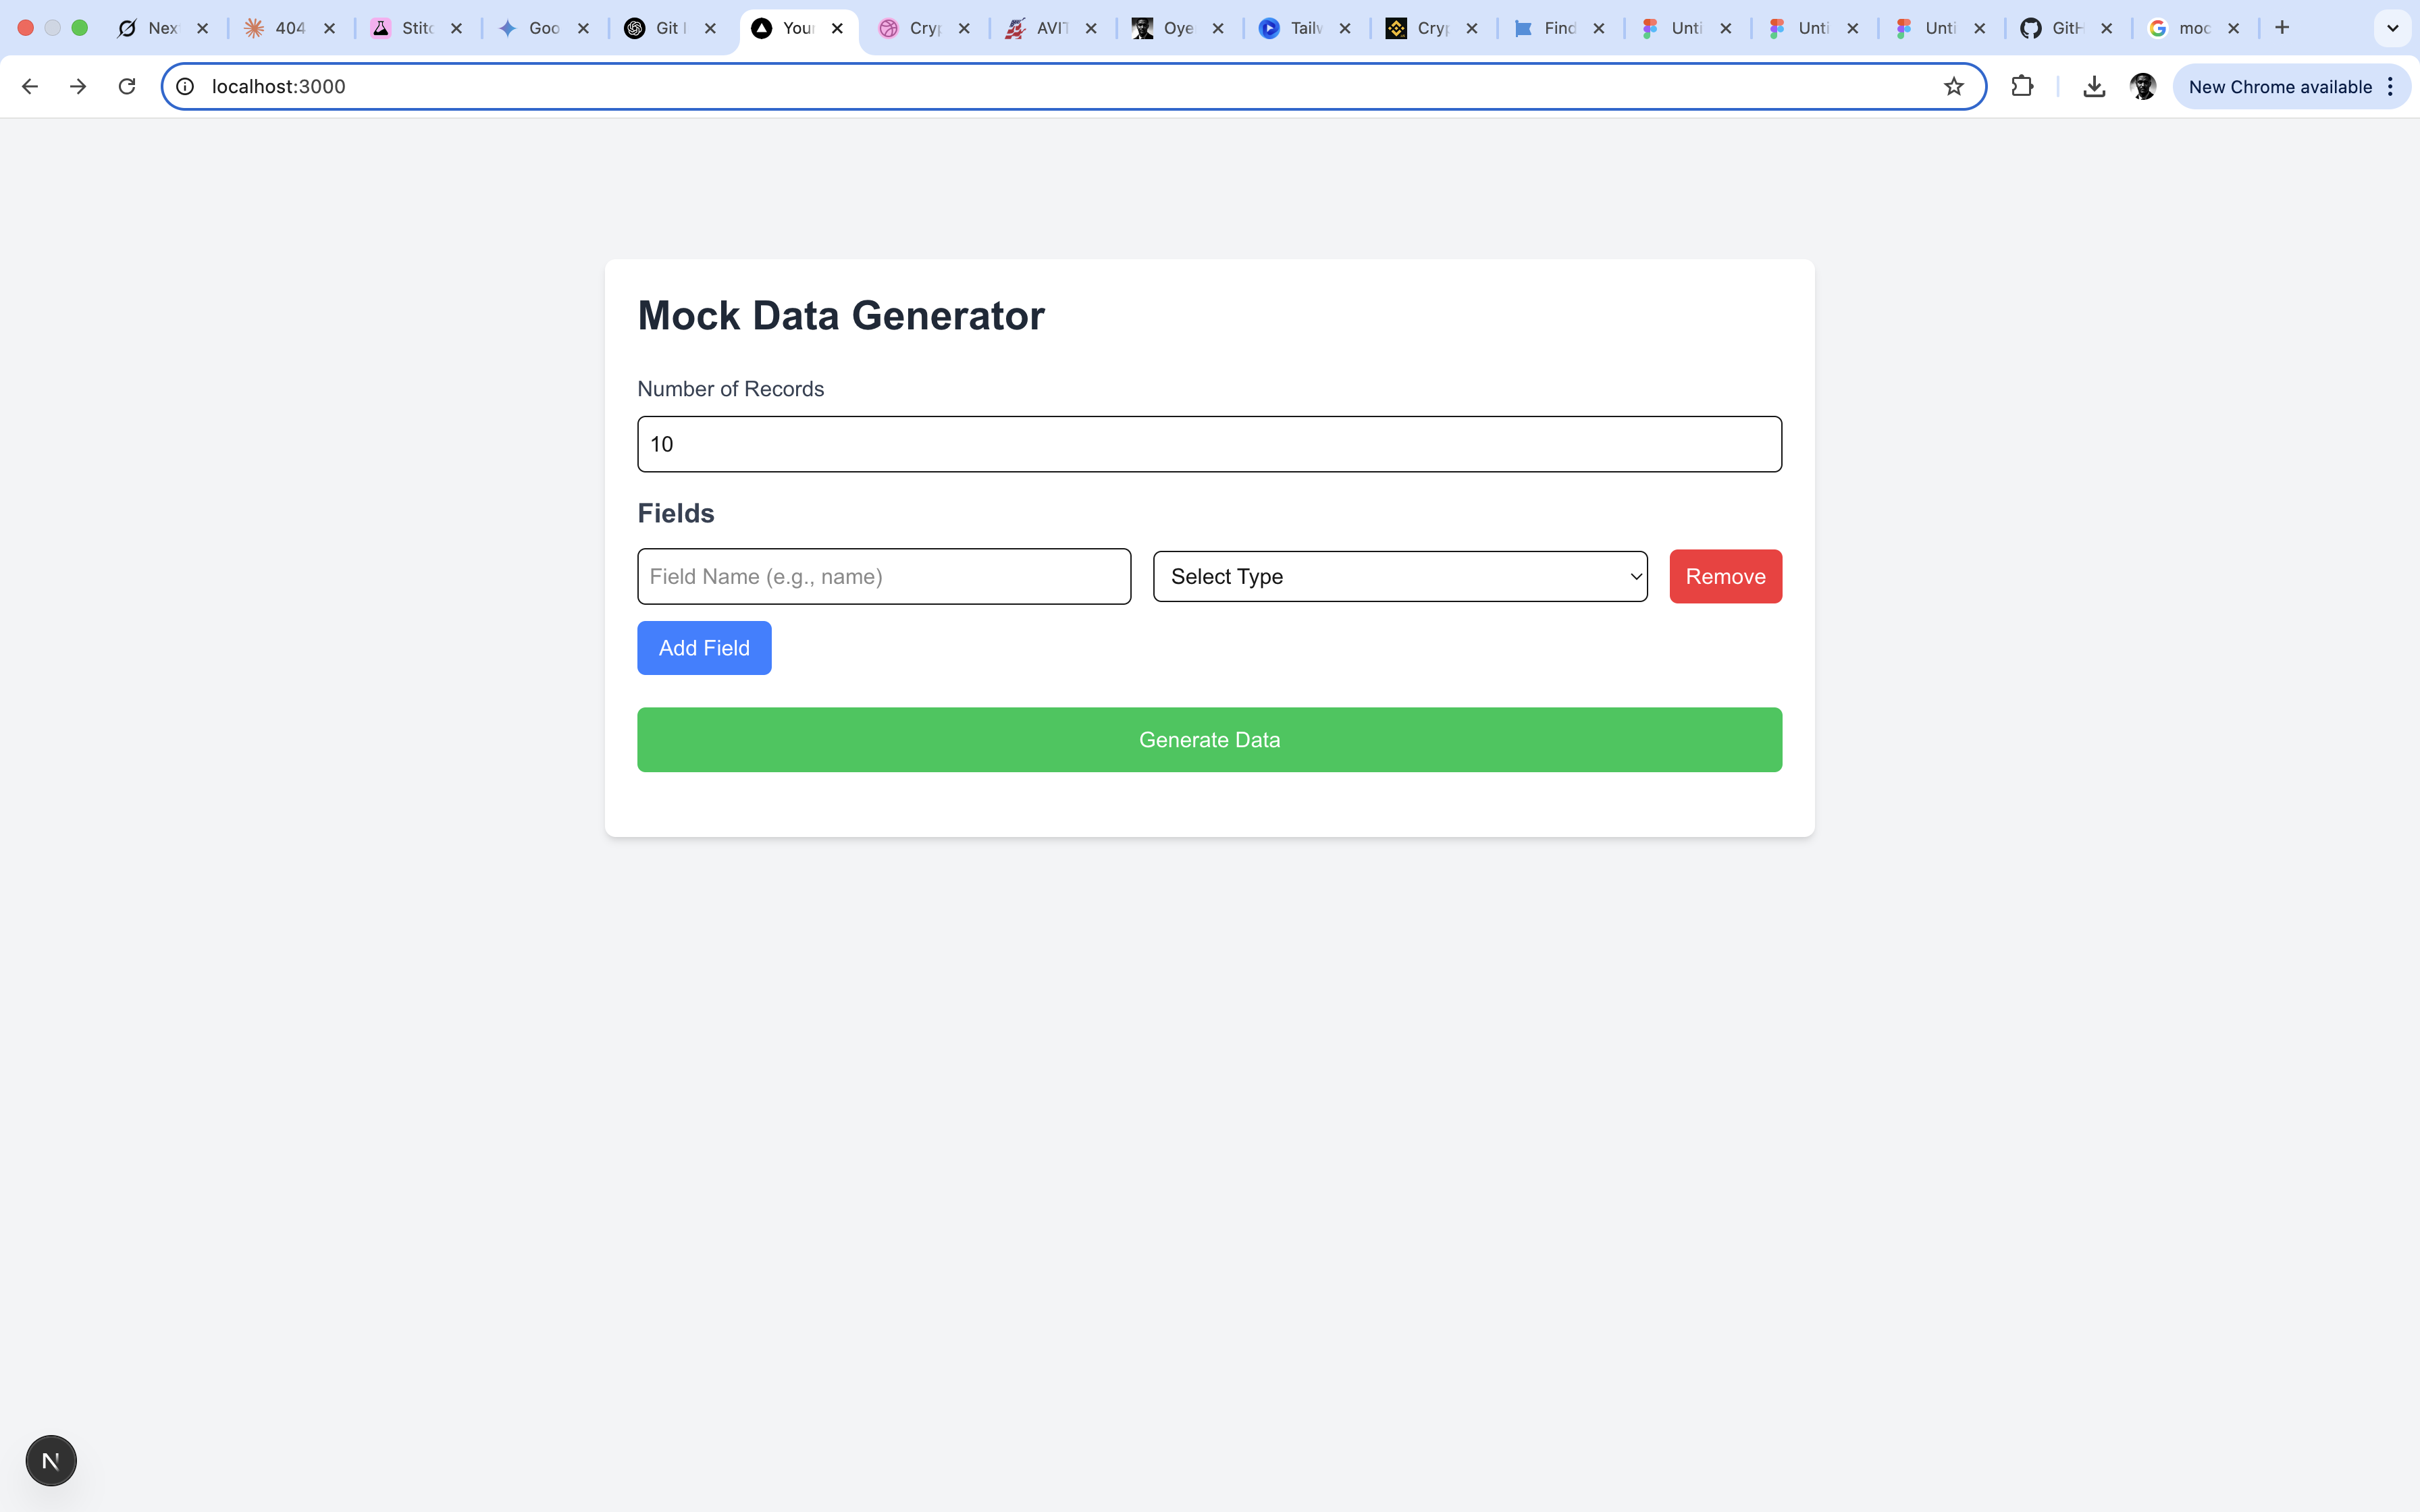 Nex
404
Stitc
Goo
Git I
Your
Cryp
AVIT
Oye
Tailw
Cryp
Find
Unti
Unti
Unti
GitH
moc
localhost:3000
New Chrome available
Mock Data Generator
Number of Records
10
Fields
Field Name (e.g., name)
Select Type
Remove
Add Field
Generate Data
N